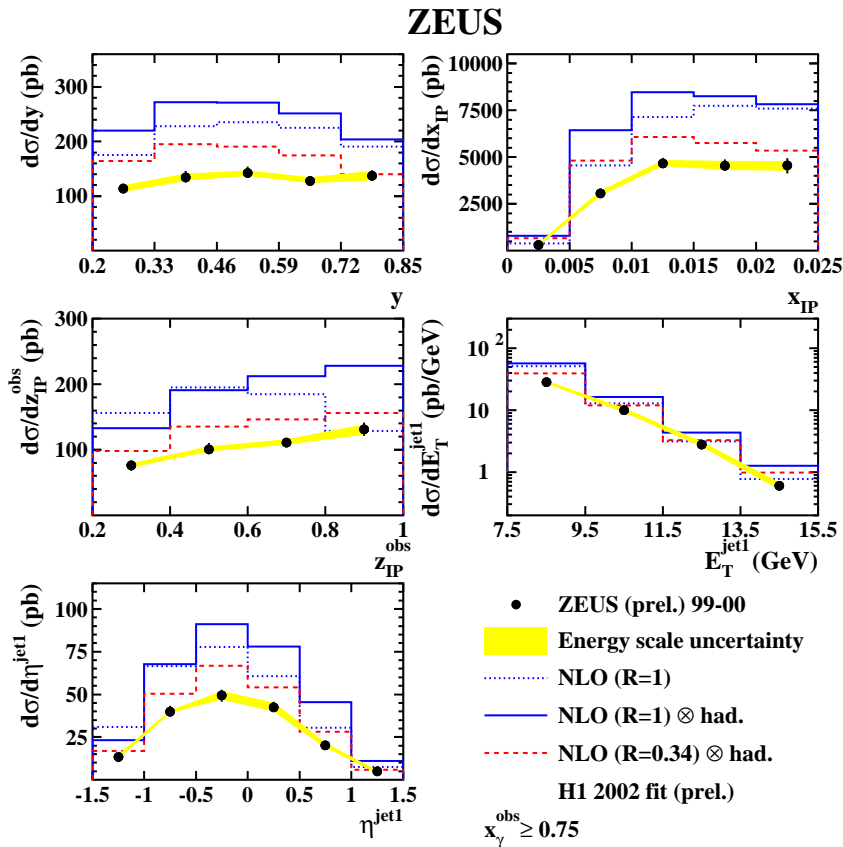 ZEUS
dσ/dy (pb)
300
200
100
0.2 0.33 0.46 0.59 0.72 0.85
y
dσ/dx_IP (pb)
10000
7500
5000
2500
0 0.005 0.01 0.015 0.02 0.025
x_IP
dσ/dz_IP^obs (pb)
300
200
100
0.2 0.4 0.6 0.8 1
z_IP^obs
dσ/dE_T^jet1 (pb/GeV)
10^2
10
1
7.5 9.5 11.5 13.5 15.5
E_T^jet1 (GeV)
dσ/dη^jet1 (pb)
100
75
50
25
-1.5 -1 -0.5 0 0.5 1 1.5
η^jet1
ZEUS (prel.) 99-00
Energy scale uncertainty
NLO (R=1)
NLO (R=1) ⊗ had.
NLO (R=0.34) ⊗ had.
H1 2002 fit (prel.)
x_γ^obs ≥ 0.75